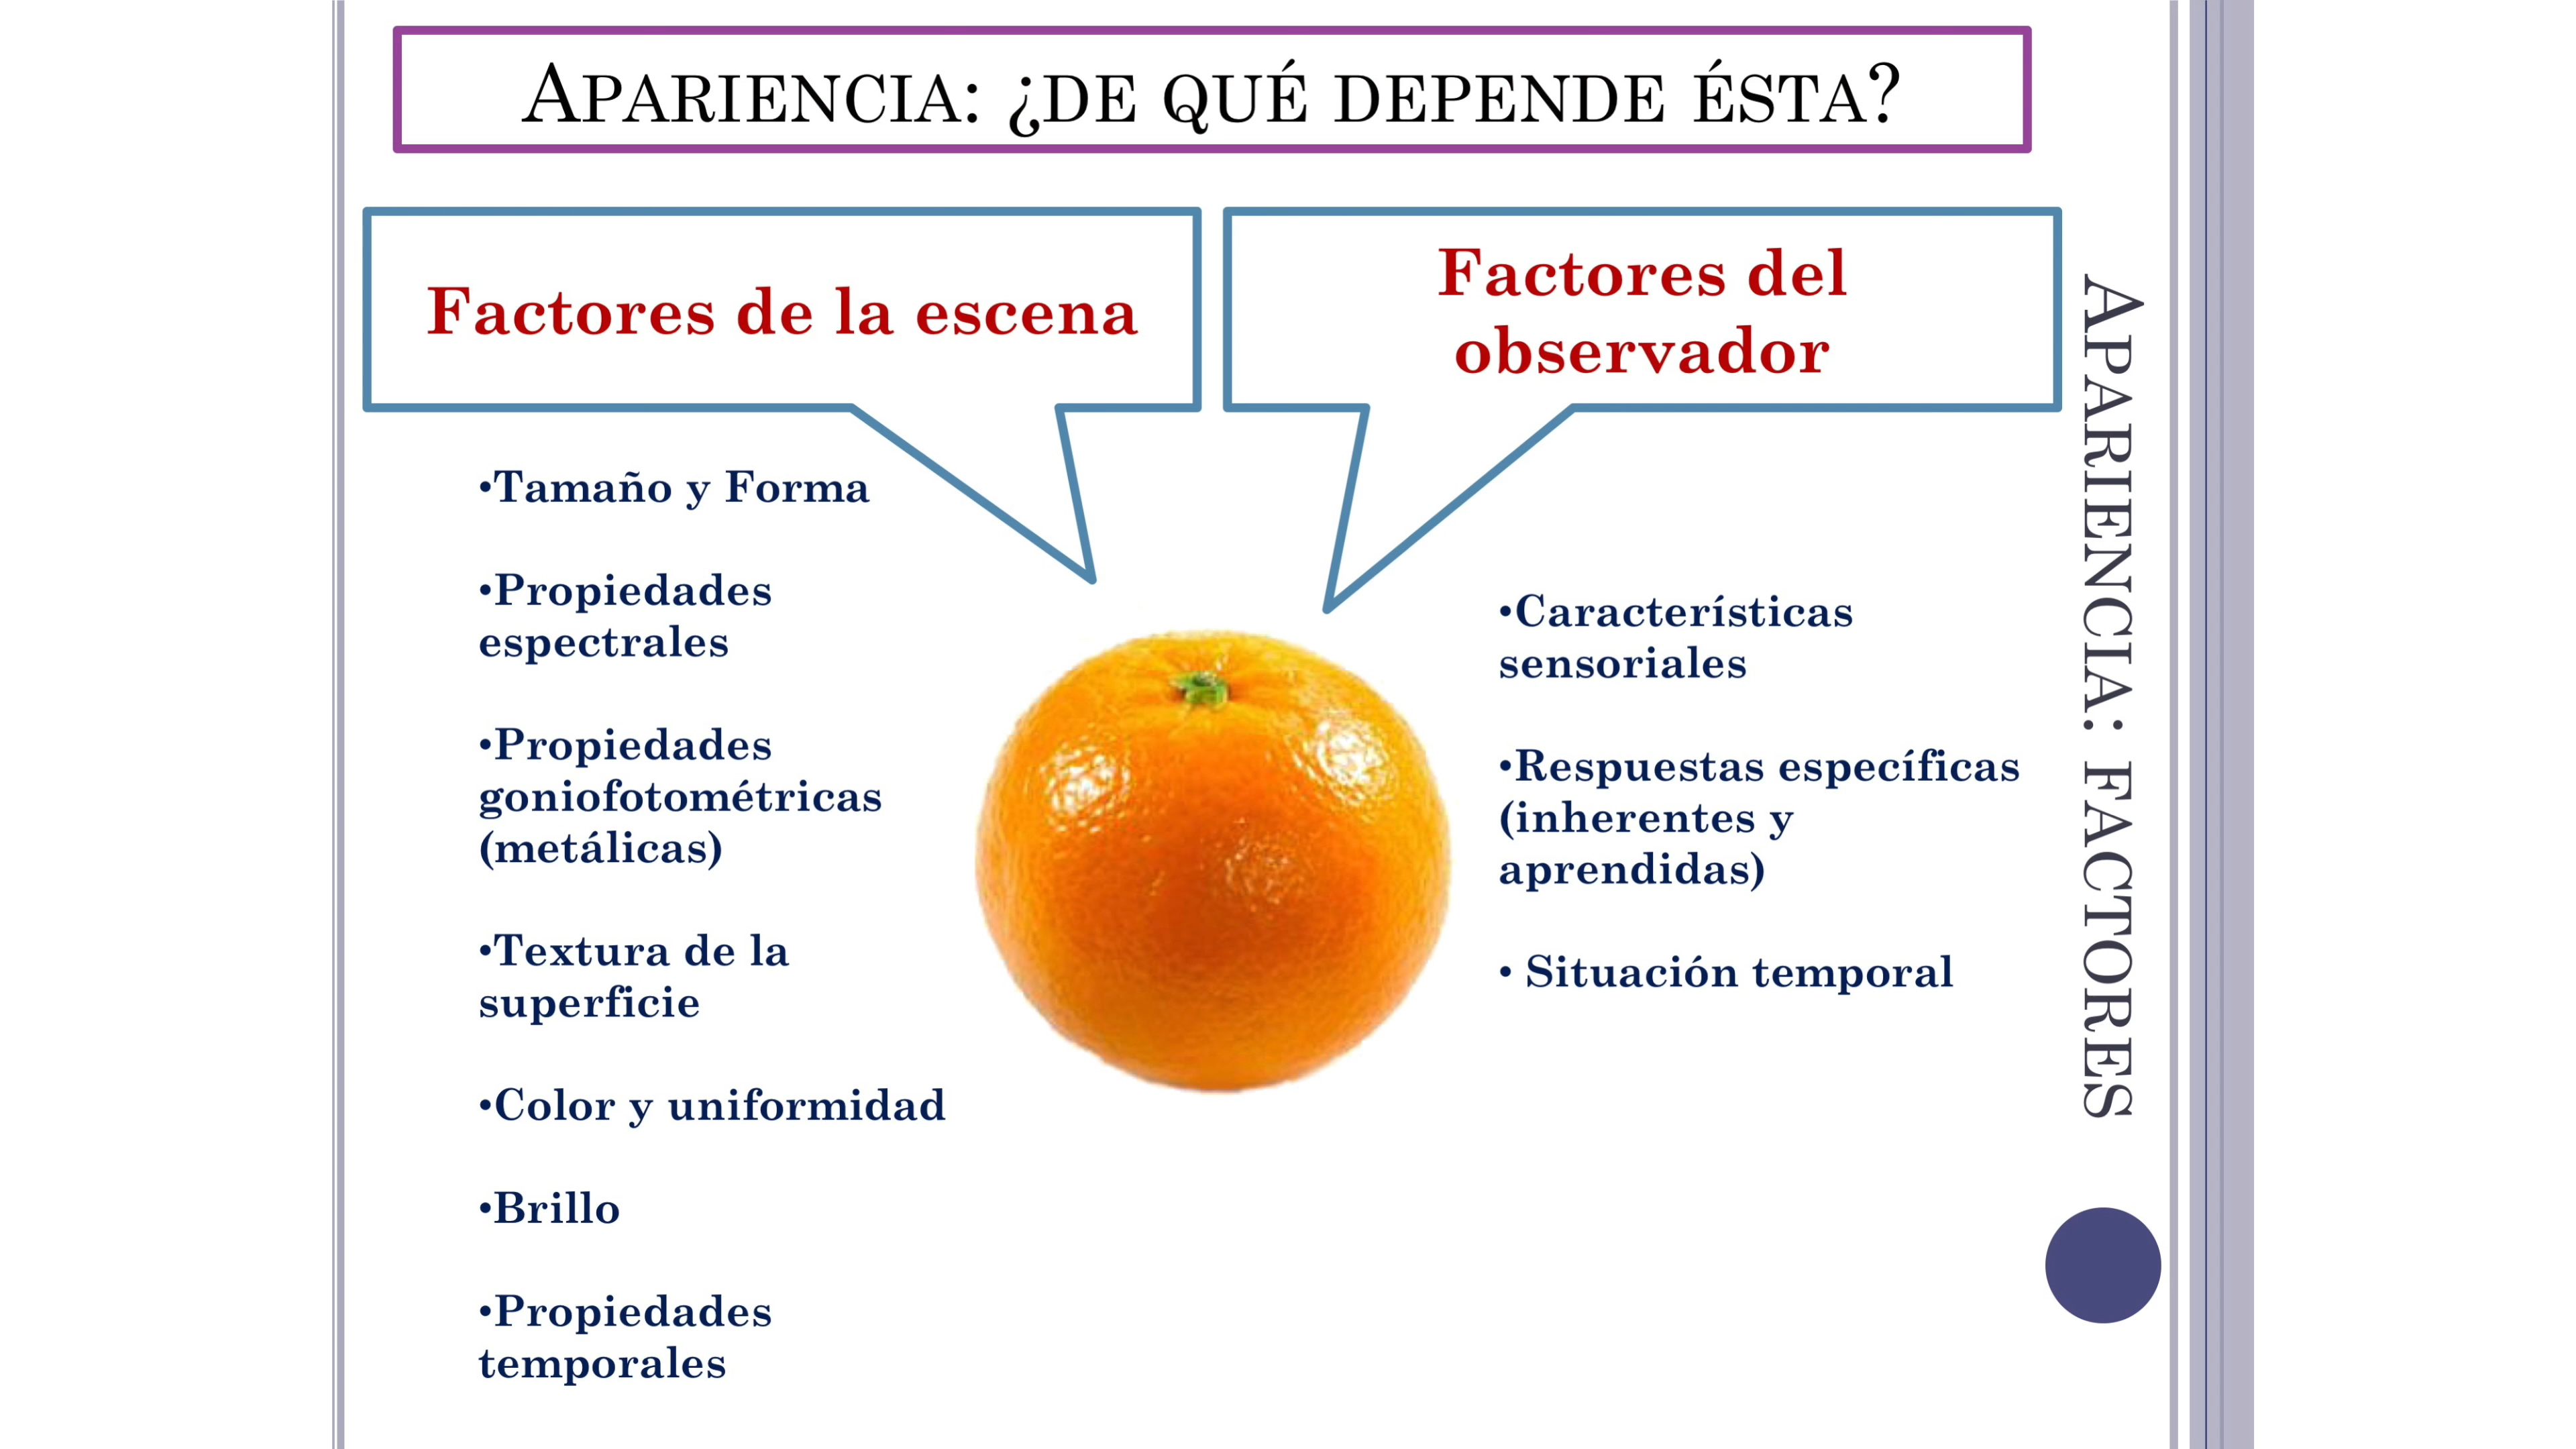 APARIENCIA: ¿DE QUÉ DEPENDE ÉSTA?
Factores de la escena
•Tamaño y Forma
•Propiedades
espectrales
•Propiedades
goniofotométricas
(metálicas)
•Textura de la
superficie
•Color y uniformidad
•Brillo
•Propiedades
temporales
Factores del
observador
•Características
sensoriales
•Respuestas específicas
(inherentes y
aprendidas)
• Situación temporal
APARIENCIA: FACTORES